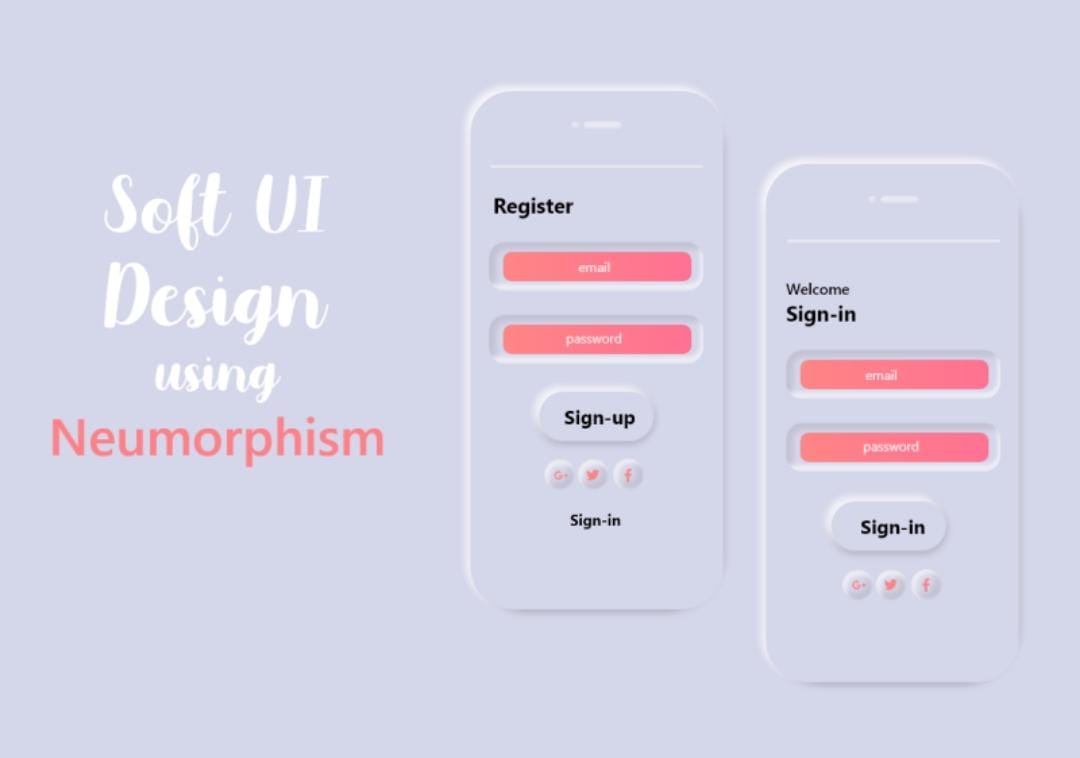 Soft UI
Design
using
Neumorphism
Register
email
password
Sign-up
G+
Sign-in
Welcome
Sign-in
email
password
Sign-in
G+